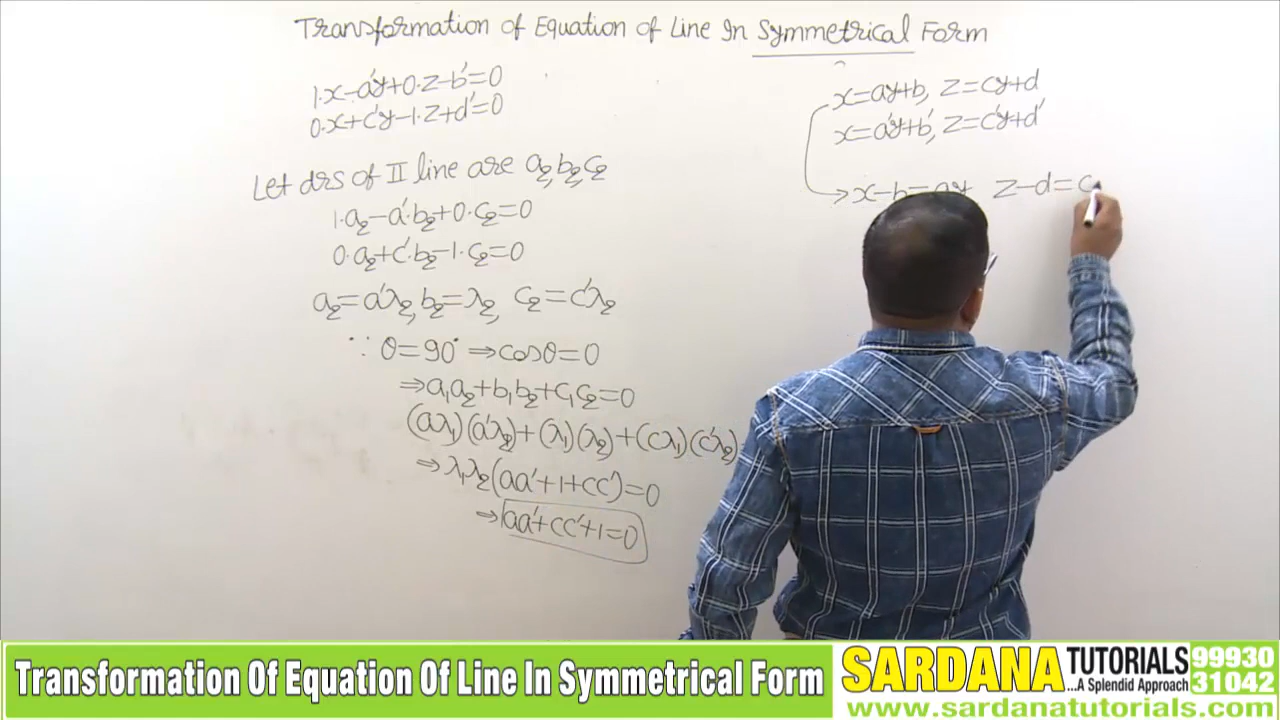 Transformation of Equation of Line In Symmetrical Form
1·x-a'y+0·z-b'=0
0·x+c'y-1·z+d'=0
Let drs of II line are a₂, b₂, c₂
1·a₂-a'·b₂+0·c₂=0
0·a₂+c'·b₂-1·c₂=0
a₂=a'λ₂, b₂=λ₂, c₂=c'λ₂
∵ θ=90° ⇒cosθ=0
⇒a₁a₂+b₁b₂+c₁c₂=0
(aλ₁)(a'λ₂)+(λ₁)(λ₂)+(cλ₁)(c'λ₂)=
⇒λ₁λ₂(aa'+1+cc')=0
⇒aa'+cc'+1=0
x=ay+b, z=cy+d
x=a'y+b', z=c'y+d'
→x-b=ay, z-d=c
Transformation Of Equation Of Line In Symmetrical Form
SARDANA TUTORIALS
...A Splendid Approach
99930
31042
www.sardanatutorials.com